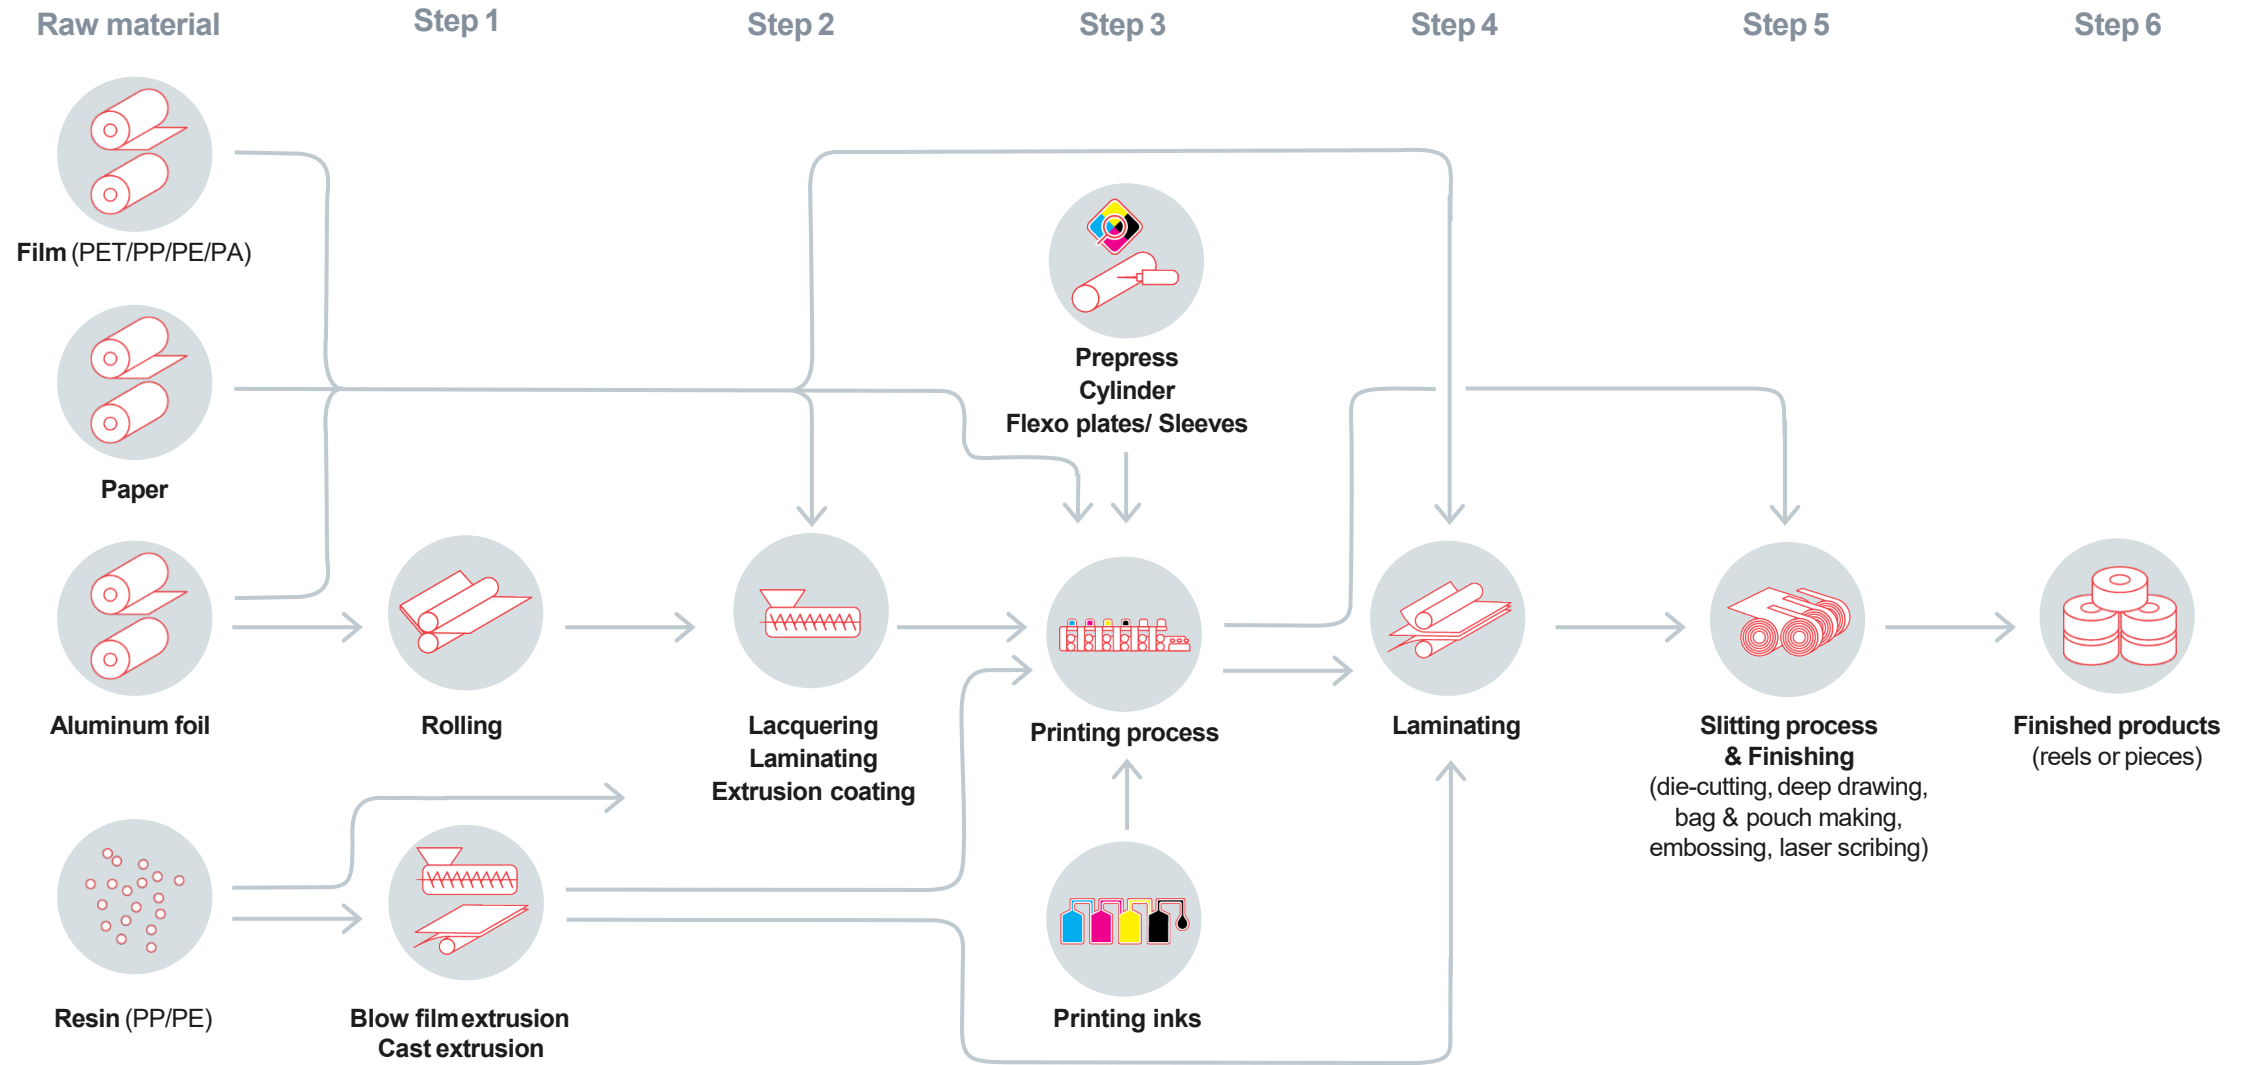 Raw material
Step 1
Step 2
Step 3
Step 4
Step 5
Step 6
Film (PET/PP/PE/PA)
Paper
Aluminum foil
Resin (PP/PE)
Rolling
Blow film extrusion
Cast extrusion
Lacquering
Laminating
Extrusion coating
Prepress
Cylinder
Flexo plates/ Sleeves
Printing process
Printing inks
Laminating
Slitting process
& Finishing
(die-cutting, deep drawing,
bag & pouch making,
embossing, laser scribing)
Finished products
(reels or pieces)